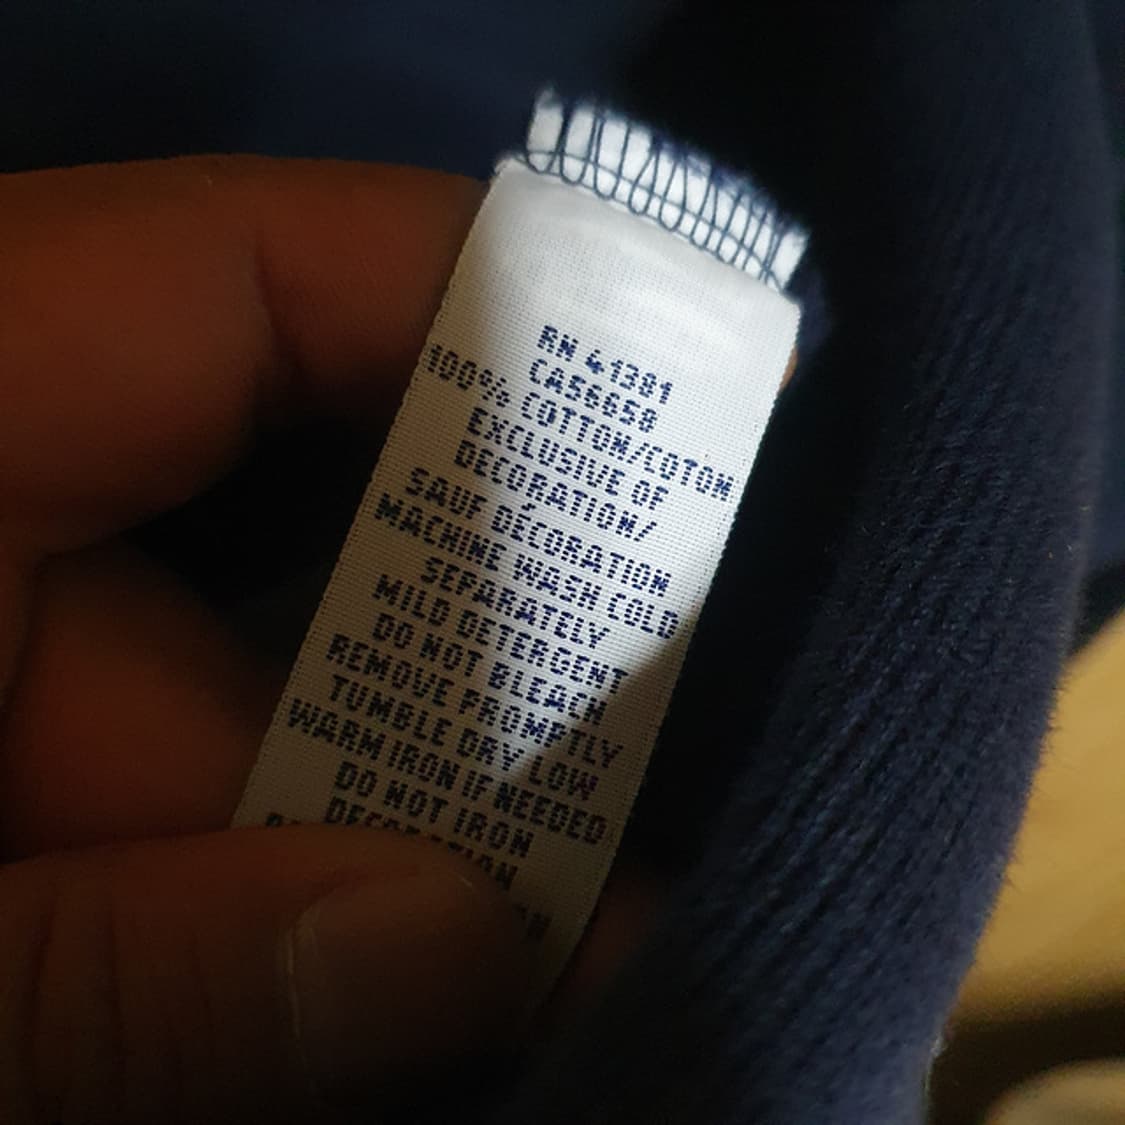 RN 41381
CA56658
100% COTTON/COTON
EXCLUSIVE OF
DECORATION/
SAUF DÉCORATION
MACHINE WASH COLD
SEPARATELY
MILD DETERGENT
DO NOT BLEACH
REMOVE PROMPTLY
TUMBLE DRY LOW
WARM IRON IF NEEDED
DO NOT IRON
DECORATION